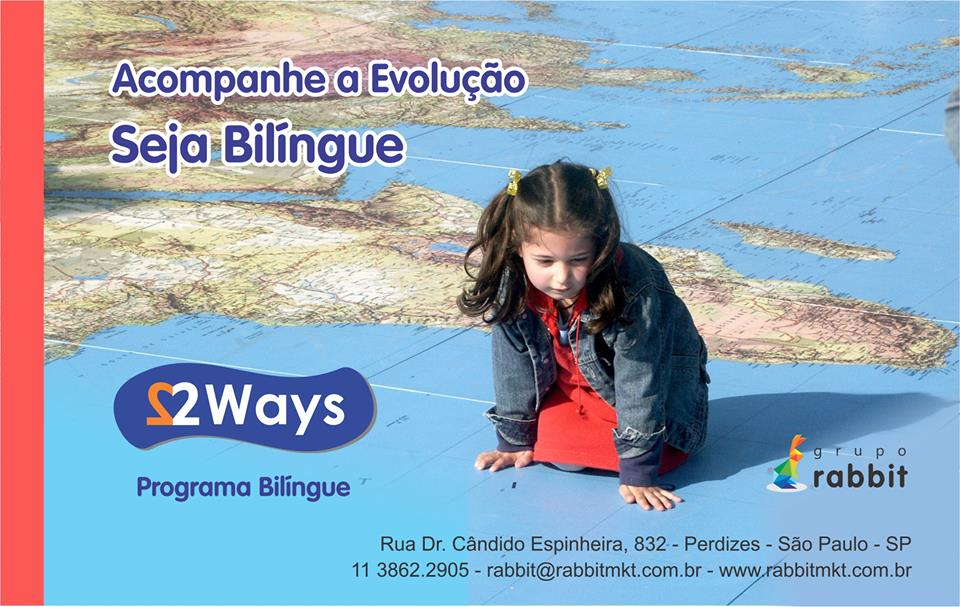 Acompanhe a Evolução
Seja Bilíngue
22Ways
Programa Bilíngue
grupo
rabbit
Rua Dr. Cândido Espinheira, 832 - Perdizes - São Paulo - SP
11 3862.2905 - rabbit@rabbitmkt.com.br - www.rabbitmkt.com.br